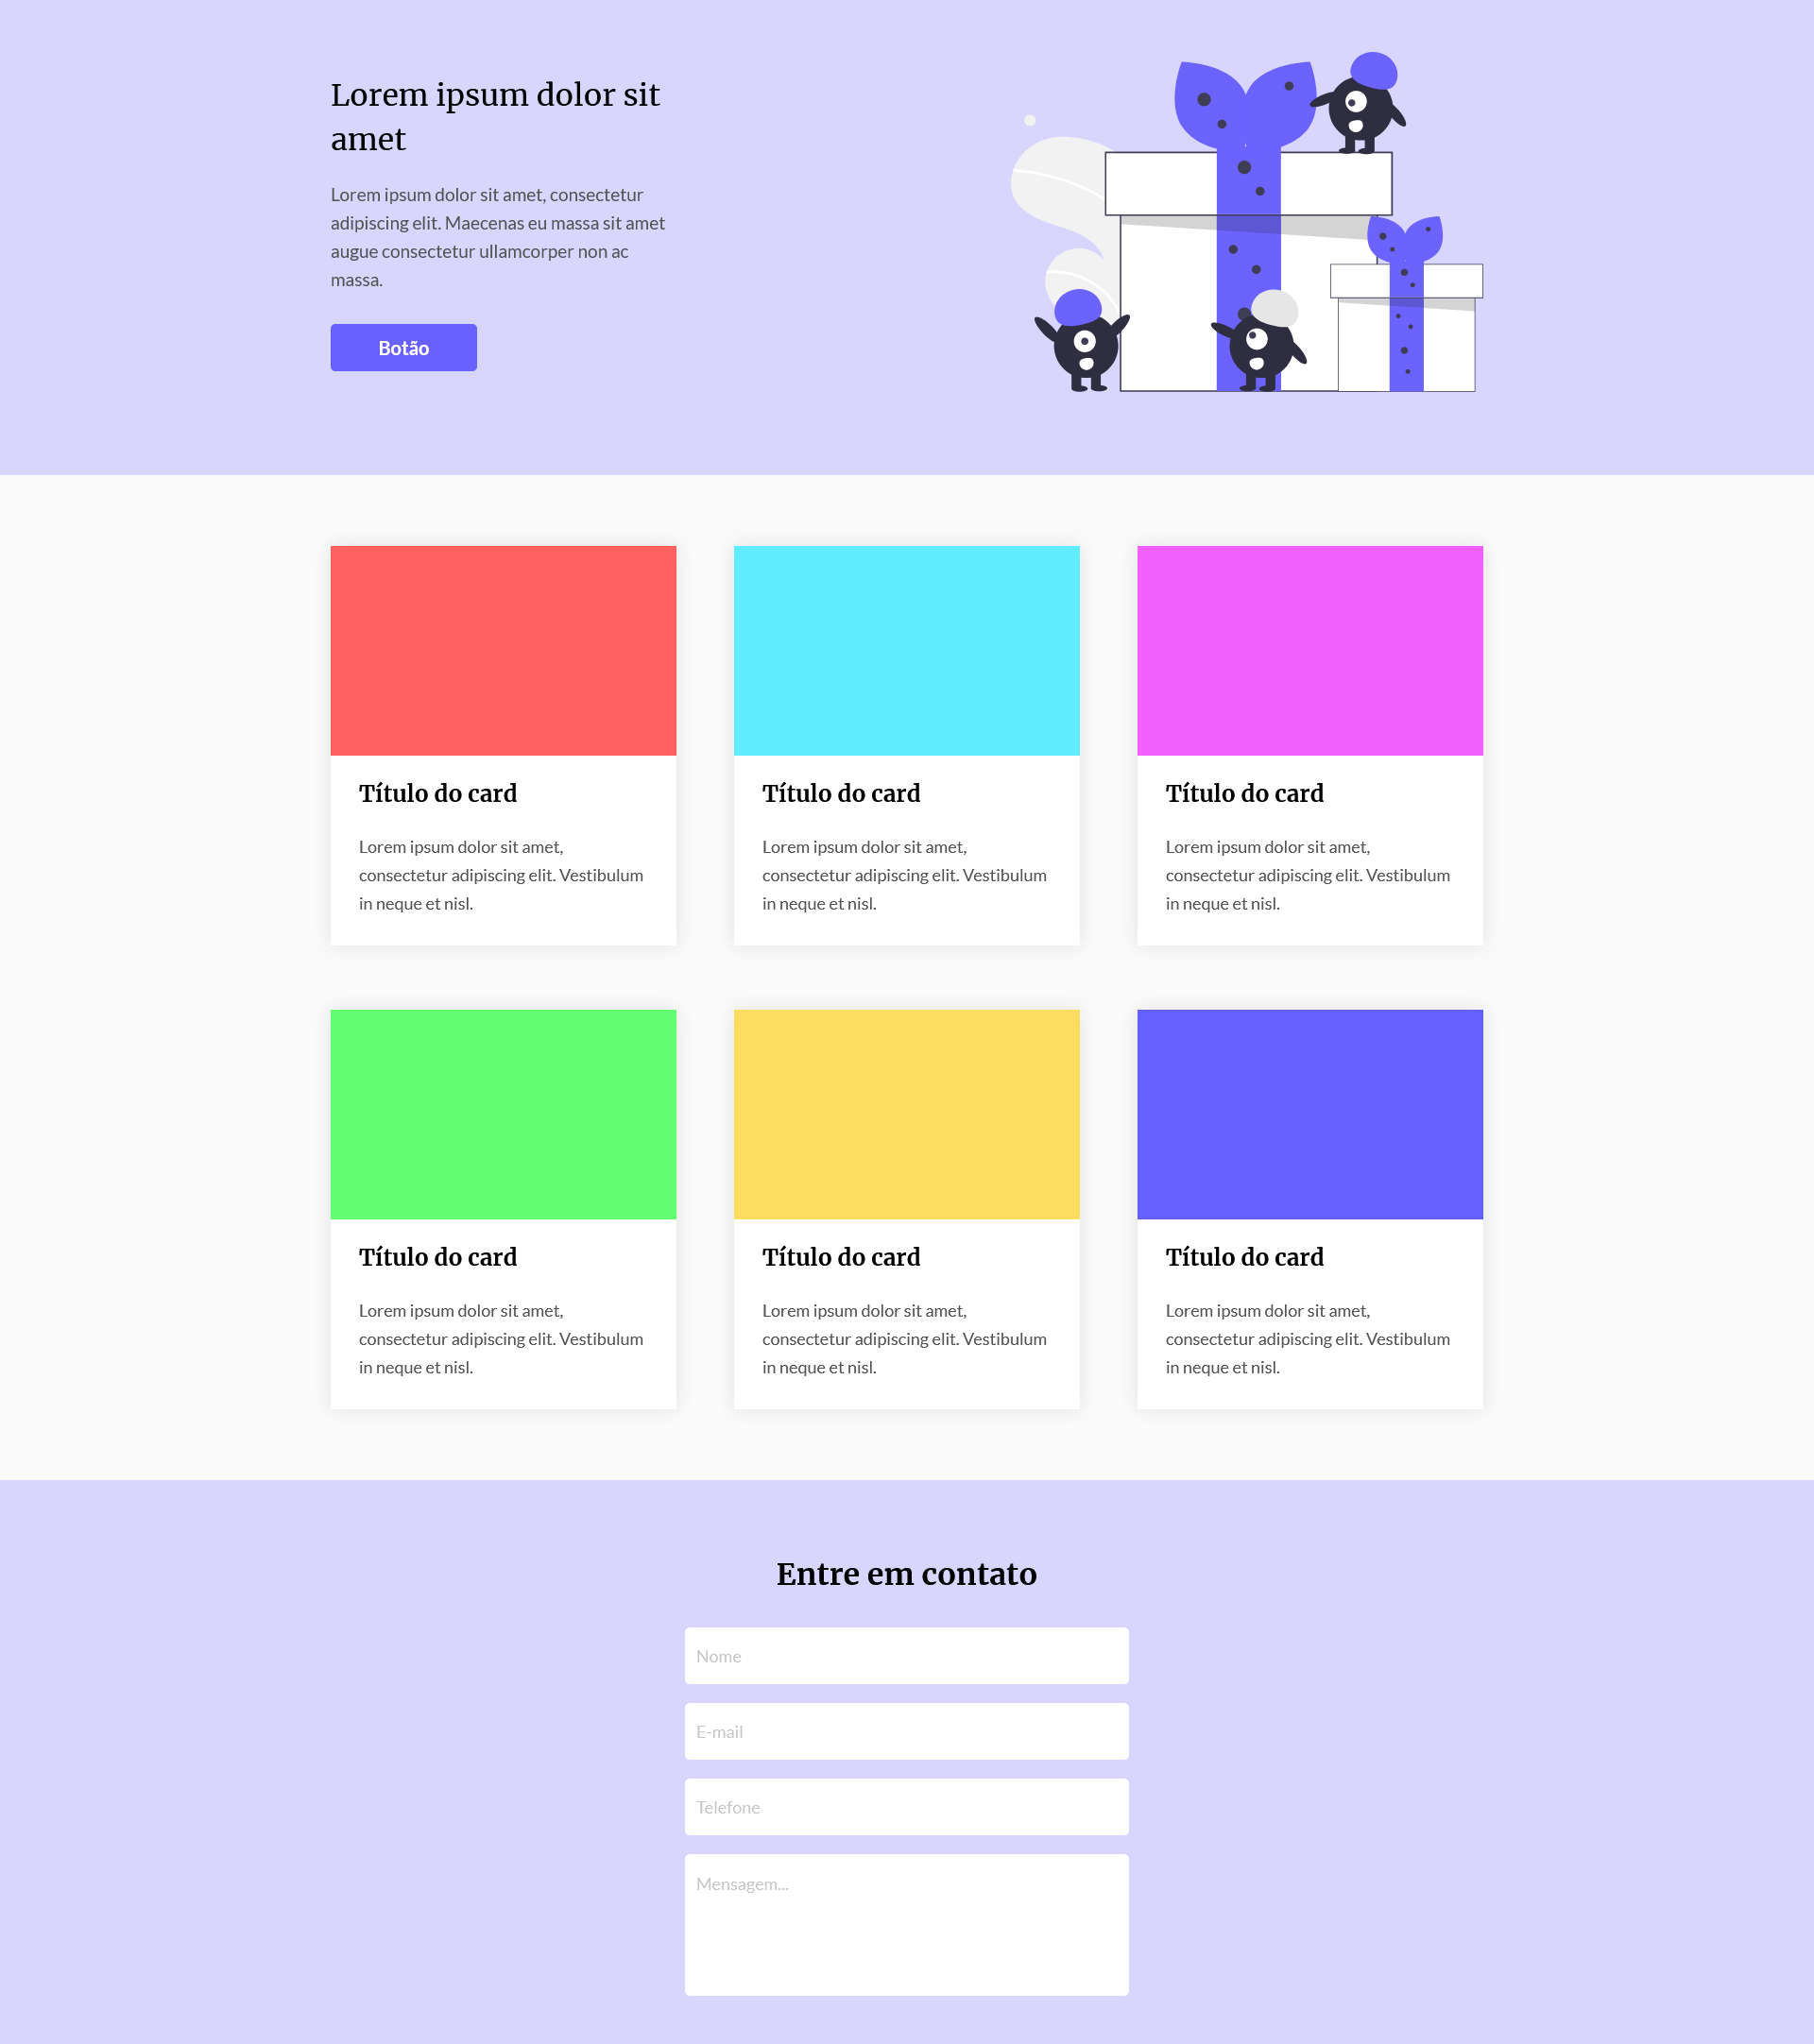 Lorem ipsum dolor sit
amet
Lorem ipsum dolor sit amet, consectetur
adipiscing elit. Maecenas eu massa sit amet
augue consectetur ullamcorper non ac
massa.
Botão
Título do card
Lorem ipsum dolor sit amet,
consectetur adipiscing elit. Vestibulum
in neque et nisl.
Título do card
Lorem ipsum dolor sit amet,
consectetur adipiscing elit. Vestibulum
in neque et nisl.
Título do card
Lorem ipsum dolor sit amet,
consectetur adipiscing elit. Vestibulum
in neque et nisl.
Título do card
Lorem ipsum dolor sit amet,
consectetur adipiscing elit. Vestibulum
in neque et nisl.
Título do card
Lorem ipsum dolor sit amet,
consectetur adipiscing elit. Vestibulum
in neque et nisl.
Título do card
Lorem ipsum dolor sit amet,
consectetur adipiscing elit. Vestibulum
in neque et nisl.
Entre em contato
Nome
E-mail
Telefone
Mensagem...